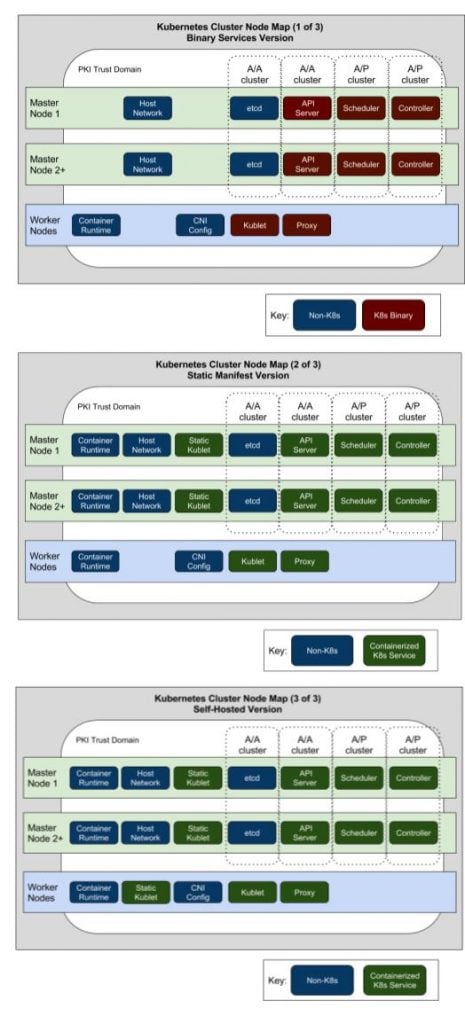 Kubernetes Cluster Node Map (1 of 3)
Binary Services Version
PKI Trust Domain
A/A cluster
A/A cluster
A/P cluster
A/P cluster
Master Node 1
Host Network
etcd
API Server
Scheduler
Controller
Master Node 2+
Host Network
etcd
API Server
Scheduler
Controller
Worker Nodes
Container Runtime
CNI Config
Kublet
Proxy
Key:
Non-K8s
K8s Binary
Kubernetes Cluster Node Map (2 of 3)
Static Manifest Version
PKI Trust Domain
A/A cluster
A/A cluster
A/P cluster
A/P cluster
Master Node 1
Container Runtime
Host Network
Static Kublet
etcd
API Server
Scheduler
Controller
Master Node 2+
Container Runtime
Host Network
Static Kublet
etcd
API Server
Scheduler
Controller
Worker Nodes
Container Runtime
CNI Config
Kublet
Proxy
Key:
Non-K8s
Containerized K8s Service
Kubernetes Cluster Node Map (3 of 3)
Self-Hosted Version
PKI Trust Domain
A/A cluster
A/A cluster
A/P cluster
A/P cluster
Master Node 1
Container Runtime
Host Network
Static Kublet
etcd
API Server
Scheduler
Controller
Master Node 2+
Container Runtime
Host Network
Static Kublet
etcd
API Server
Scheduler
Controller
Worker Nodes
Container Runtime
Static Kublet
CNI Config
Kublet
Proxy
Key:
Non-K8s
Containerized K8s Service